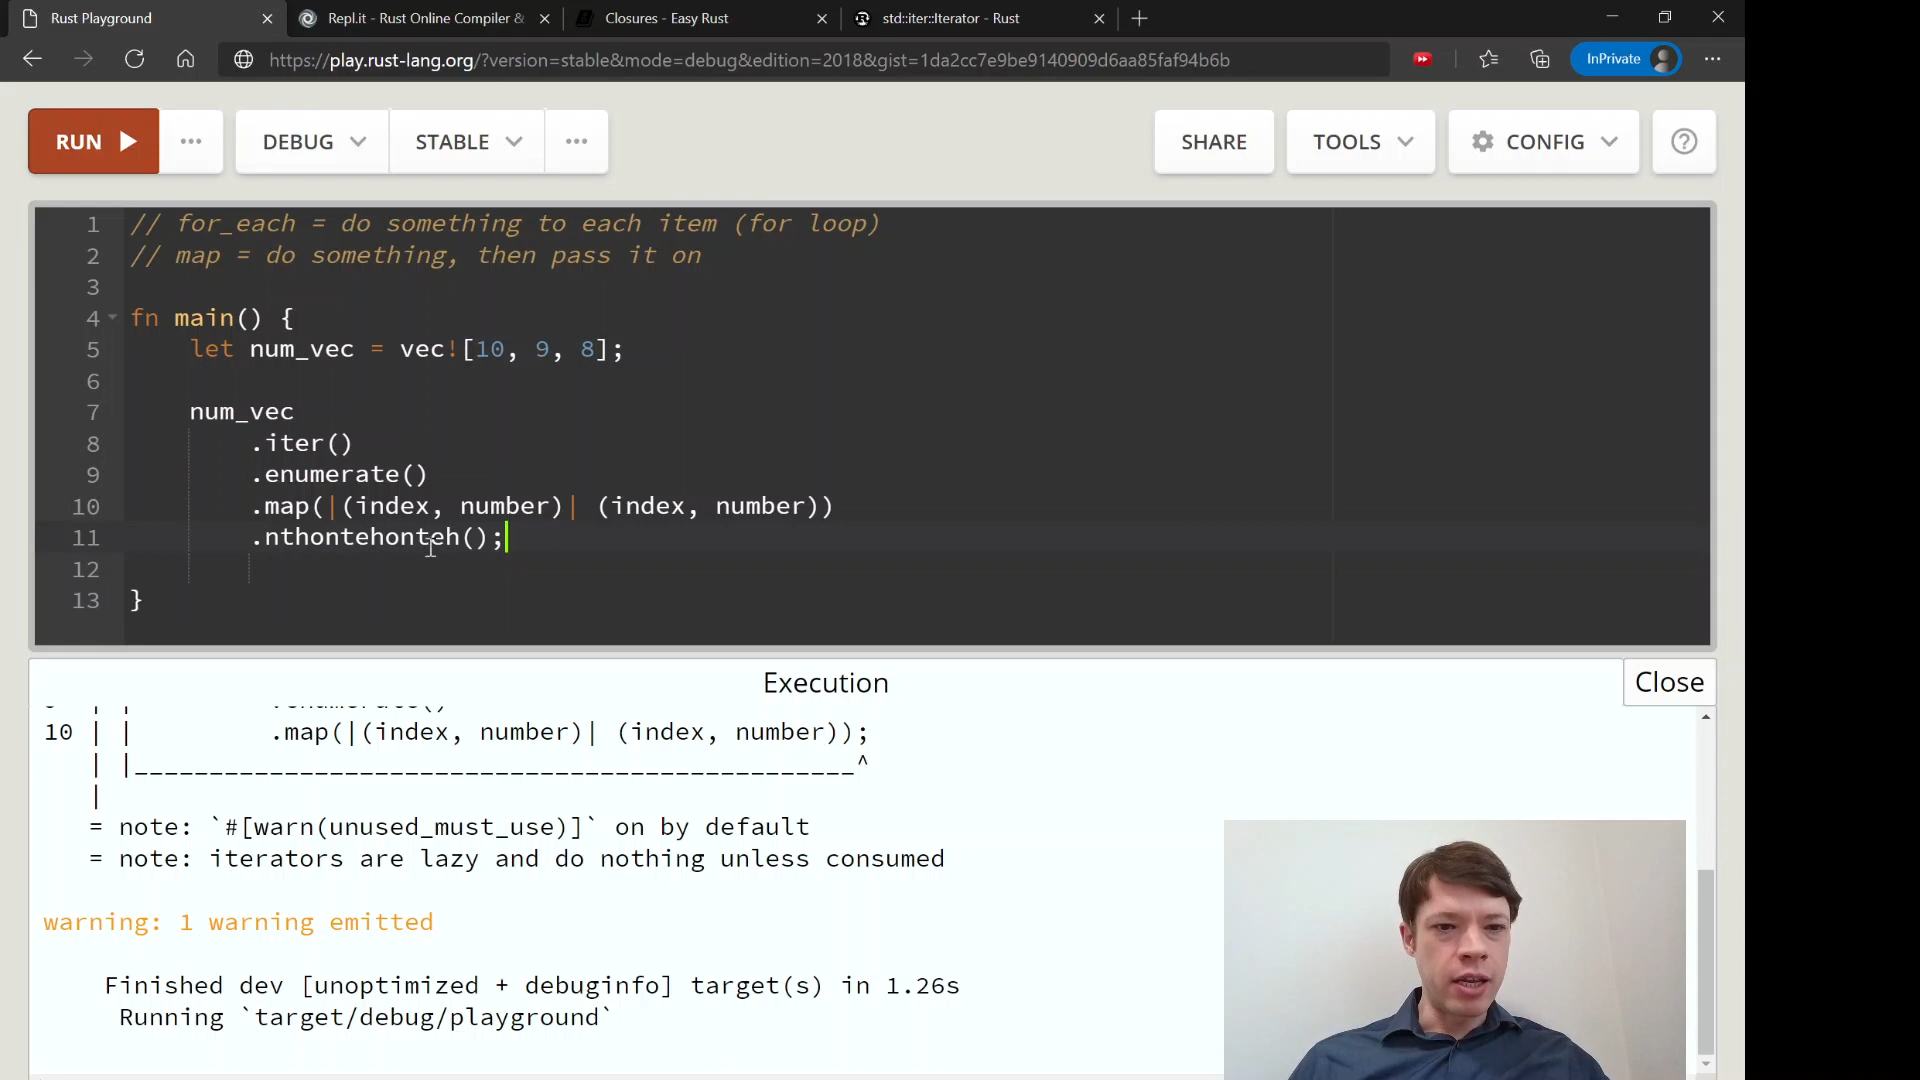 Rust Playground
Repl.it - Rust Online Compiler &
Closures - Easy Rust
std::iter::Iterator - Rust
https://play.rust-lang.org/?version=stable&mode=debug&edition=2018&gist=1da2cc7e9be9140909d6aa85faf94b6b
InPrivate
RUN
DEBUG
STABLE
SHARE
TOOLS
CONFIG
1 // for_each = do something to each item (for loop)
2 // map = do something, then pass it on
3
4 fn main() {
5 let num_vec = vec![10, 9, 8];
6
7 num_vec
8 .iter()
9 .enumerate()
10 .map(|(index, number)| (index, number))
11 .nthontehonteh();
12
13 }
Execution
Close
10 | | .map(|(index, number)| (index, number));
| |________________________________________________^
|
= note: `#[warn(unused_must_use)]` on by default
= note: iterators are lazy and do nothing unless consumed
warning: 1 warning emitted
Finished dev [unoptimized + debuginfo] target(s) in 1.26s
Running `target/debug/playground`